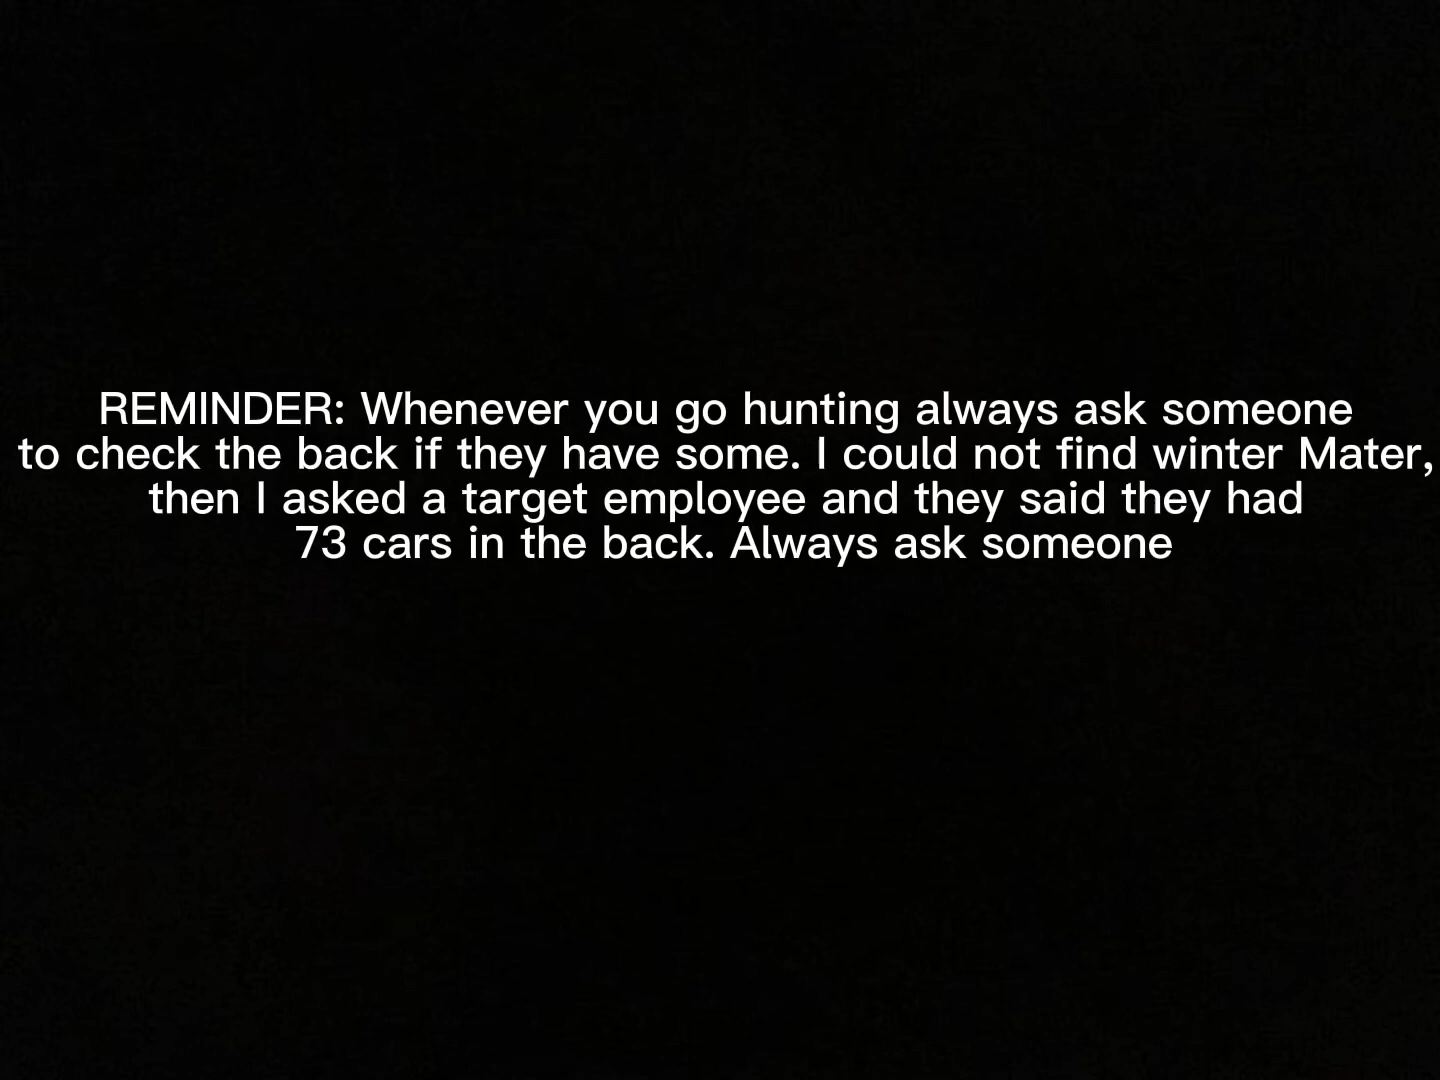 REMINDER: Whenever you go hunting always ask someone
to check the back if they have some. I could not find winter Mater,
then I asked a target employee and they said they had
73 cars in the back. Always ask someone